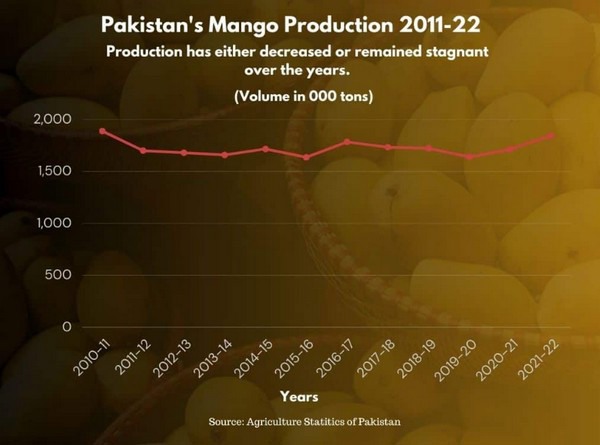 Pakistan's Mango Production 2011-22
Production has either decreased or remained stagnant
over the years.
(Volume in 000 tons)
2,000
1,500
1,000
500
0
2010-11
2011-12
2012-13
2013-14
2014-15
2015-16
2016-17
2017-18
2018-19
2019-20
2020-21
2021-22
Years
Source: Agriculture Statitics of Pakistan